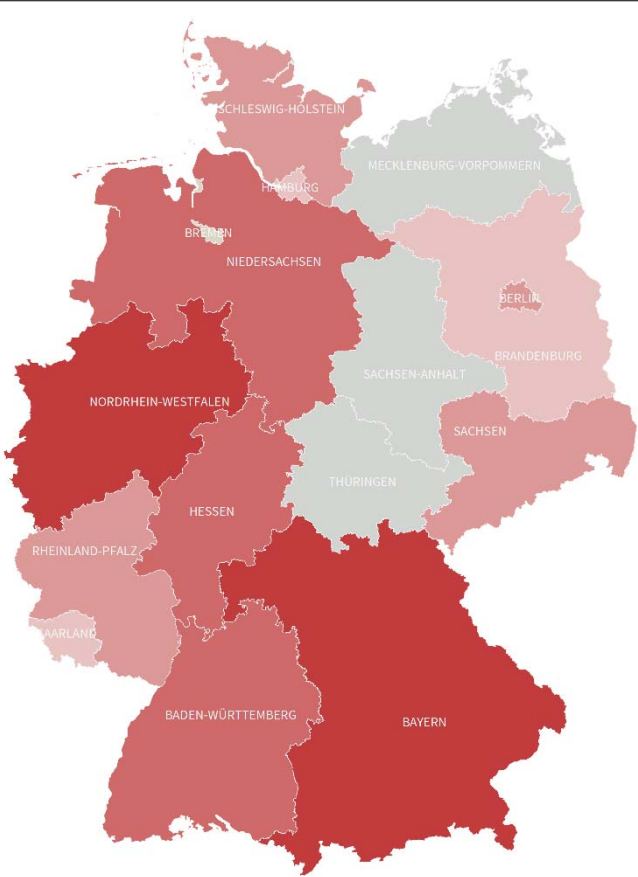 SCHLESWIG-HOLSTEIN
MECKLENBURG-VORPOMMERN
HAMBURG
BREMEN
NIEDERSACHSEN
BERLIN
BRANDENBURG
SACHSEN-ANHALT
NORDRHEIN-WESTFALEN
SACHSEN
THÜRINGEN
HESSEN
RHEINLAND-PFALZ
SAARLAND
BADEN-WÜRTTEMBERG
BAYERN